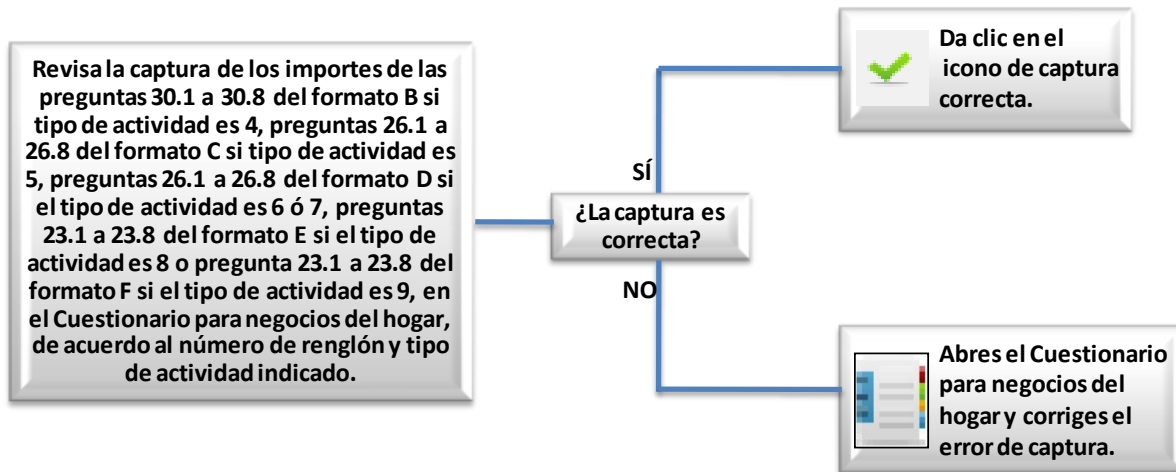 Revisa la captura de los importes de las
preguntas 30.1 a 30.8 del formato B si
tipo de actividad es 4, preguntas 26.1 a
26.8 del formato C si tipo de actividad es
5, preguntas 26.1 a 26.8 del formato D si
el tipo de actividad es 6 ó 7, preguntas
23.1 a 23.8 del formato E si el tipo de
actividad es 8 o pregunta 23.1 a 23.8 del
formato F si el tipo de actividad es 9, en
el Cuestionario para negocios del hogar,
de acuerdo al número de renglón y tipo
de actividad indicado.
¿La captura es
correcta?
SÍ
Da clic en el
icono de captura
correcta.
NO
Abres el Cuestionario
para negocios del
hogar y corriges el
error de captura.